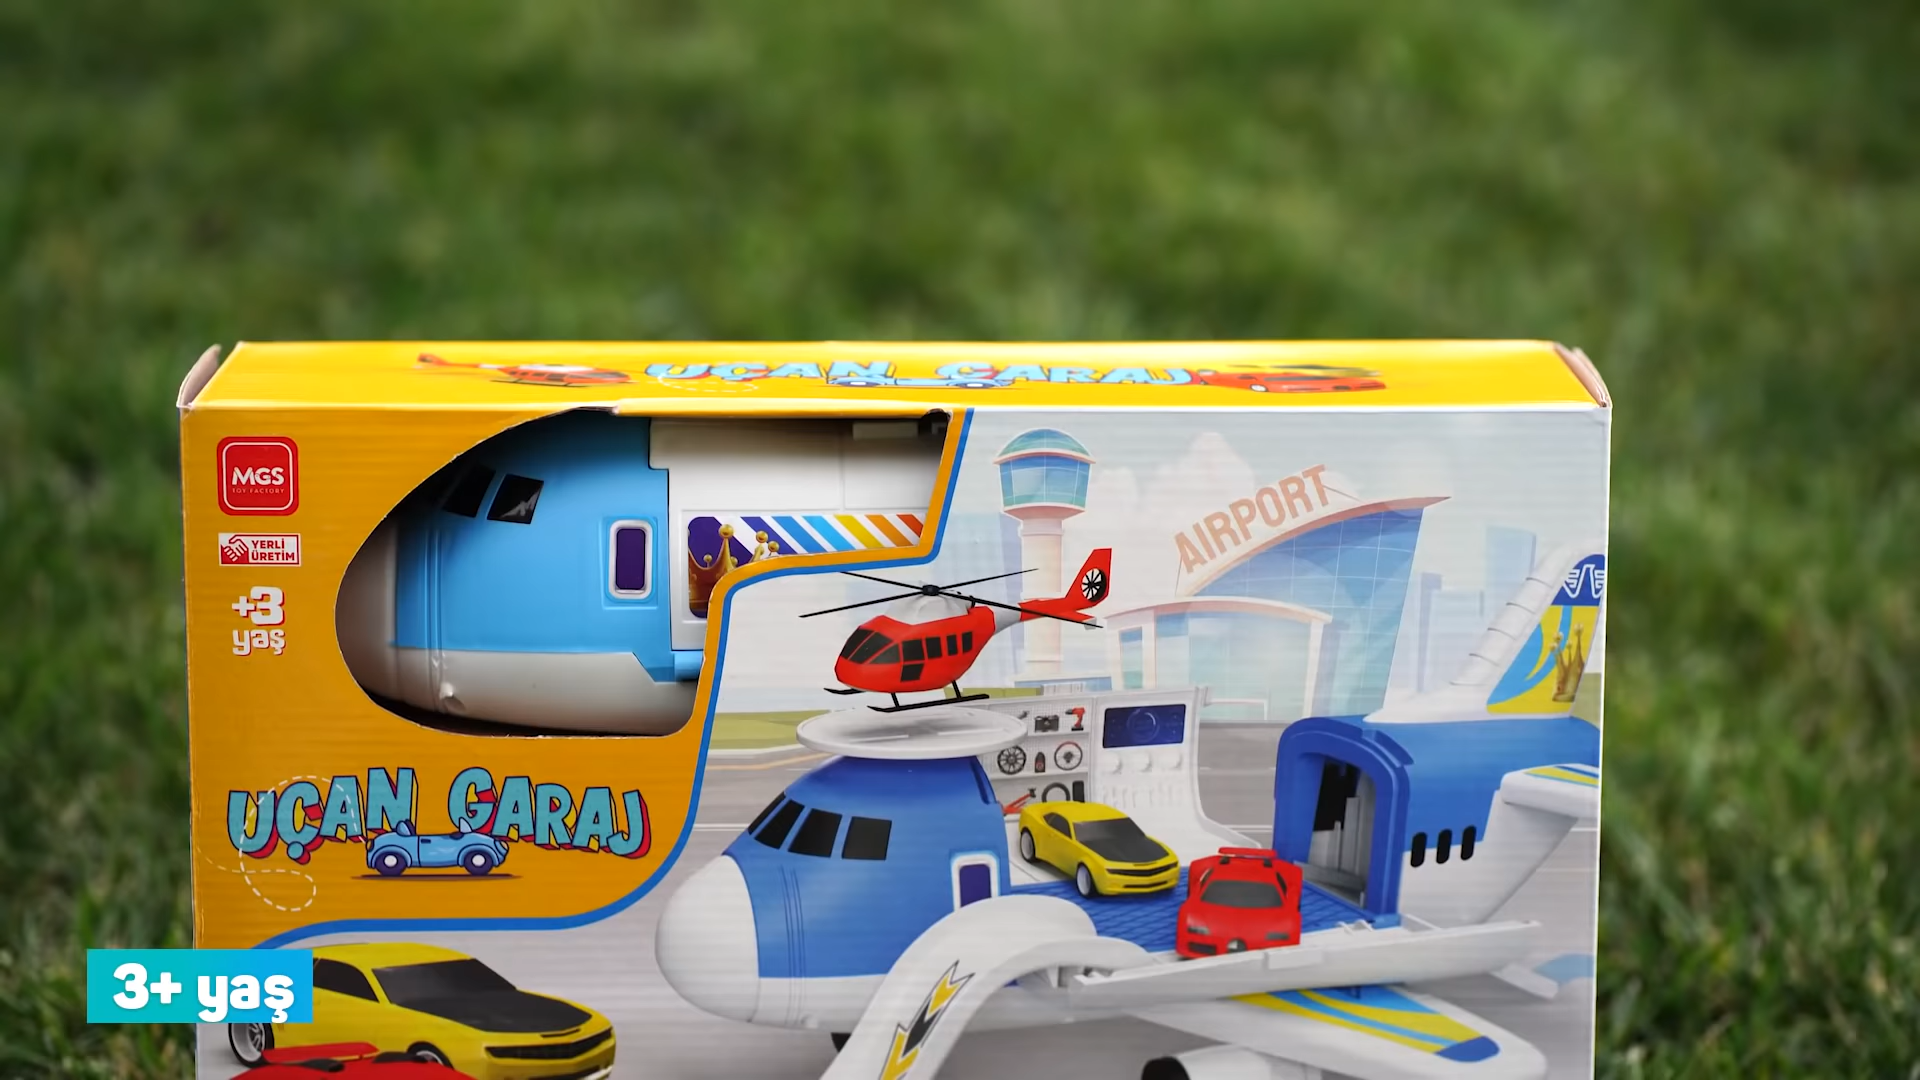 UÇAN GARAJ
MGS
TOY FACTORY
YERLİ
ÜRETİM
+3
yaş
AIRPORT
UÇAN GARAJ
3+ yaş